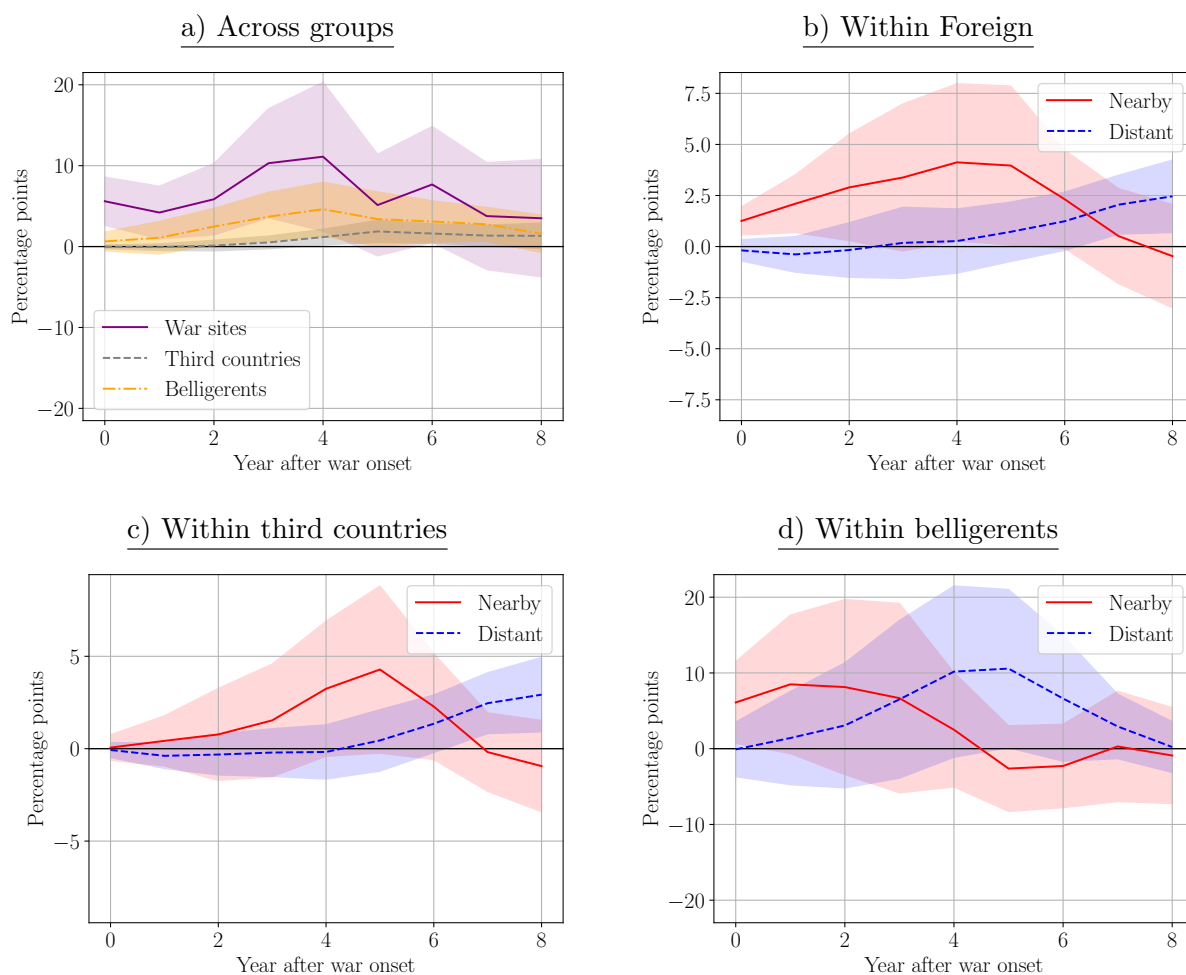 a) Across groups
20
10
0
−10
−20
Percentage points
War sites
Third countries
Belligerents
0 2 4 6 8
Year after war onset
b) Within Foreign
7.5
5.0
2.5
0.0
−2.5
−5.0
−7.5
Percentage points
Nearby
Distant
0 2 4 6 8
Year after war onset
c) Within third countries
5
0
−5
Percentage points
Nearby
Distant
0 2 4 6 8
Year after war onset
d) Within belligerents
20
10
0
−10
−20
Percentage points
Nearby
Distant
0 2 4 6 8
Year after war onset